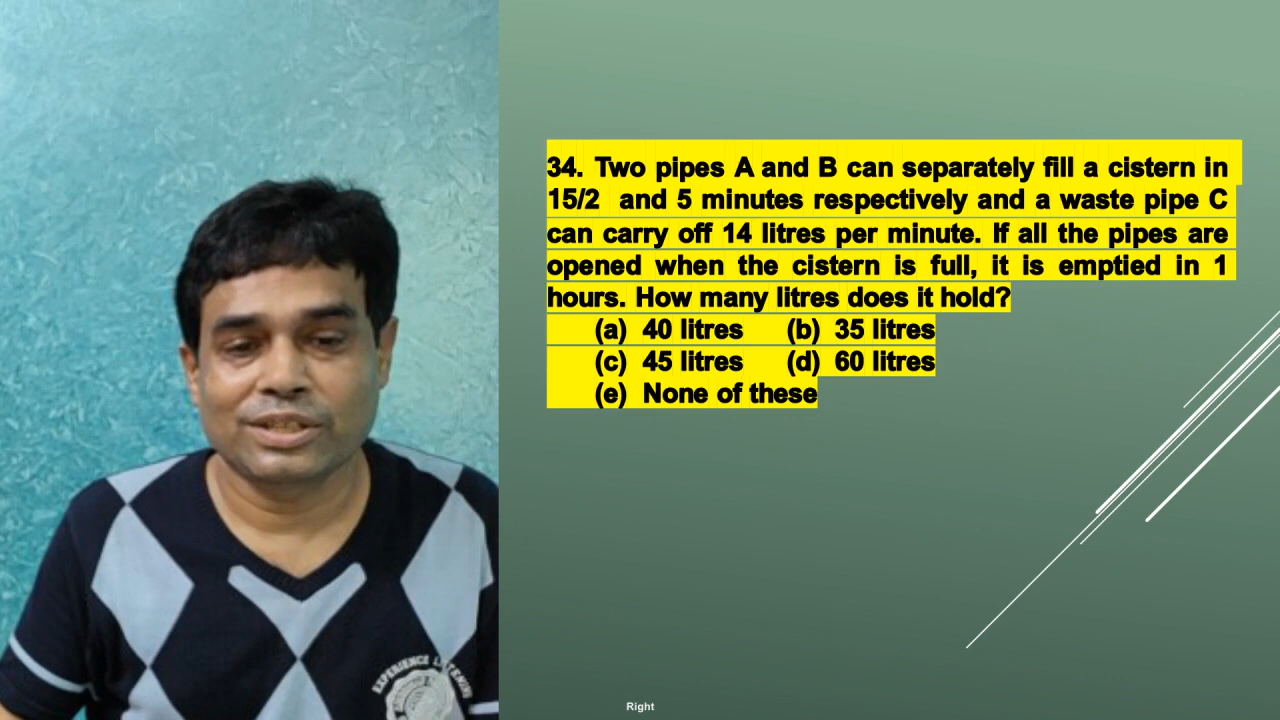 34. Two pipes A and B can separately fill a cistern in
15/2 and 5 minutes respectively and a waste pipe C
can carry off 14 litres per minute. If all the pipes are
opened when the cistern is full, it is emptied in 1
hours. How many litres does it hold?
(a) 40 litres (b) 35 litres
(c) 45 litres (d) 60 litres
(e) None of these
EXPERIENCE
Right